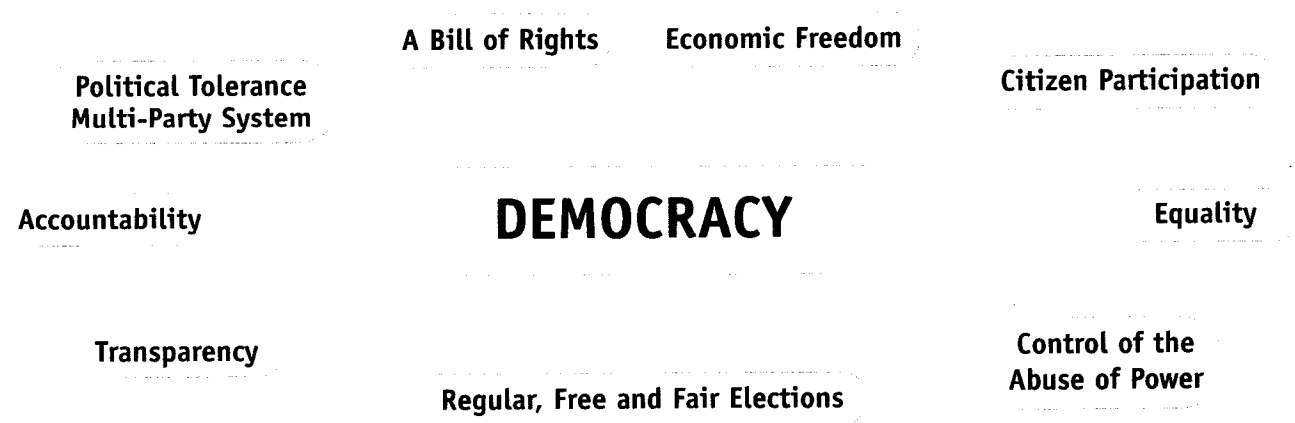 A Bill of Rights
Economic Freedom
Political Tolerance
Multi-Party System
Citizen Participation
Accountability
DEMOCRACY
Equality
Transparency
Control of the
Abuse of Power
Regular, Free and Fair Elections